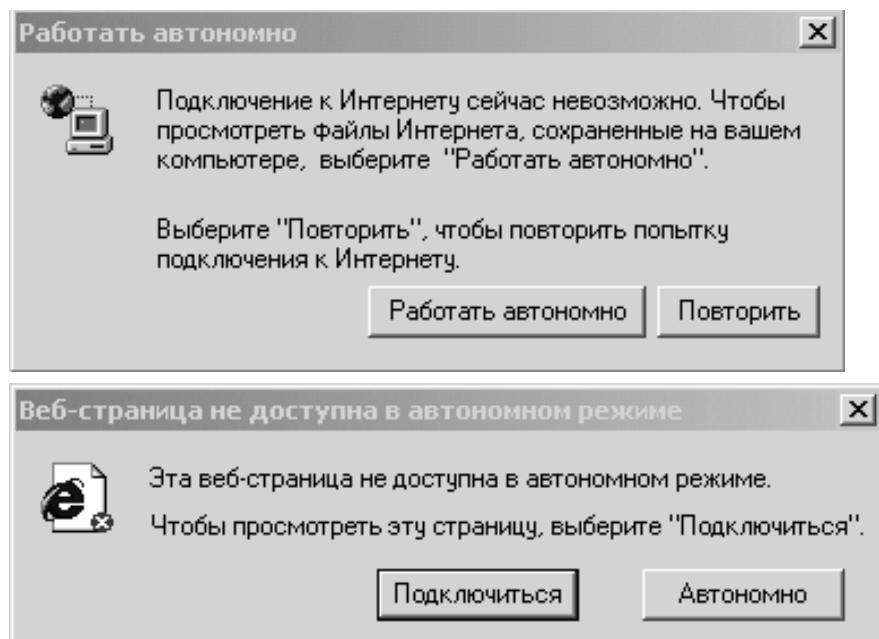 Работать автономно
Подключение к Интернету сейчас невозможно. Чтобы
просмотреть файлы Интернета, сохраненные на вашем
компьютере, выберите "Работать автономно".
Выберите "Повторить", чтобы повторить попытку
подключения к Интернету.
Работать автономно Повторить
Веб-страница не доступна в автономном режиме
Эта веб-страница не доступна в автономном режиме.
Чтобы просмотреть эту страницу, выберите "Подключиться".
Подключиться Автономно